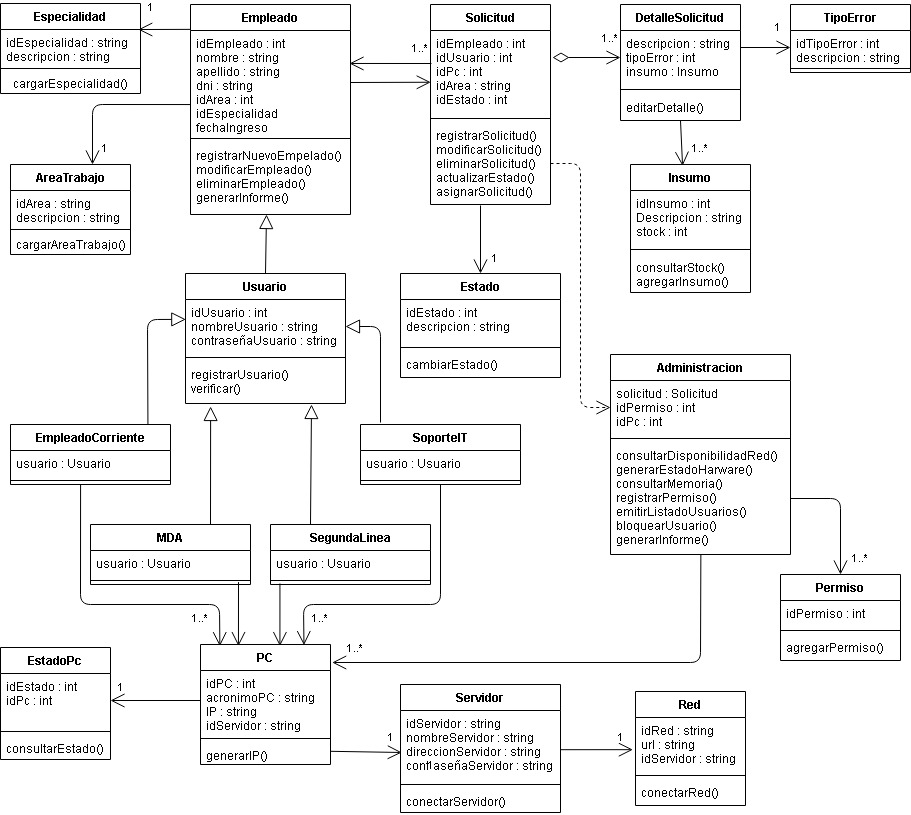 Especialidad
idEspecialidad : string
descripcion : string
cargarEspecialidad()
1
Empleado
idEmpleado : int
nombre : string
apellido : string
dni : string
idArea : int
idEspecialidad
fechaIngreso
registrarNuevoEmpelado()
modificarEmpleado()
eliminarEmpleado()
generarInforme()
1..*
Solicitud
idEmpleado : int
idUsuario : int
idPc : int
idArea : string
idEstado : int
registrarSolicitud()
modificarSolicitud()
eliminarSolicitud()
actualizarEstado()
asignarSolicitud()
1..*
DetalleSolicitud
descripcion : string
tipoError : int
insumo : Insumo
editarDetalle()
1
TipoError
idTipoError : int
descripcion : string
1
AreaTrabajo
idArea : string
descripcion : string
cargarAreaTrabajo()
1..*
Insumo
idInsumo : int
Descripcion : string
stock : int
consultarStock()
agregarInsumo()
1
Estado
idEstado : int
descripcion : string
cambiarEstado()
Usuario
idUsuario : int
nombreUsuario : string
contraseñaUsuario : string
registrarUsuario()
verificar()
Administracion
solicitud : Solicitud
idPermiso : int
idPc : int
consultarDisponibilidadRed()
generarEstadoHarware()
consultarMemoria()
registrarPermiso()
emitirListadoUsuarios()
bloquearUsuario()
generarInforme()
EmpleadoCorriente
usuario : Usuario
SoporteIT
usuario : Usuario
MDA
usuario : Usuario
SegundaLinea
usuario : Usuario
1..*
Permiso
idPermiso : int
agregarPermiso()
1..*
1..*
1..*
PC
idPC : int
acronimoPC : string
IP : string
idServidor : string
generarIP()
1
EstadoPc
idEstado : int
idPc : int
consultarEstado()
1
Servidor
idServidor : string
nombreServidor : string
direccionServidor : string
contraseñaServidor : string
conectarServidor()
1
Red
idRed : string
url : string
idServidor : string
conectarRed()